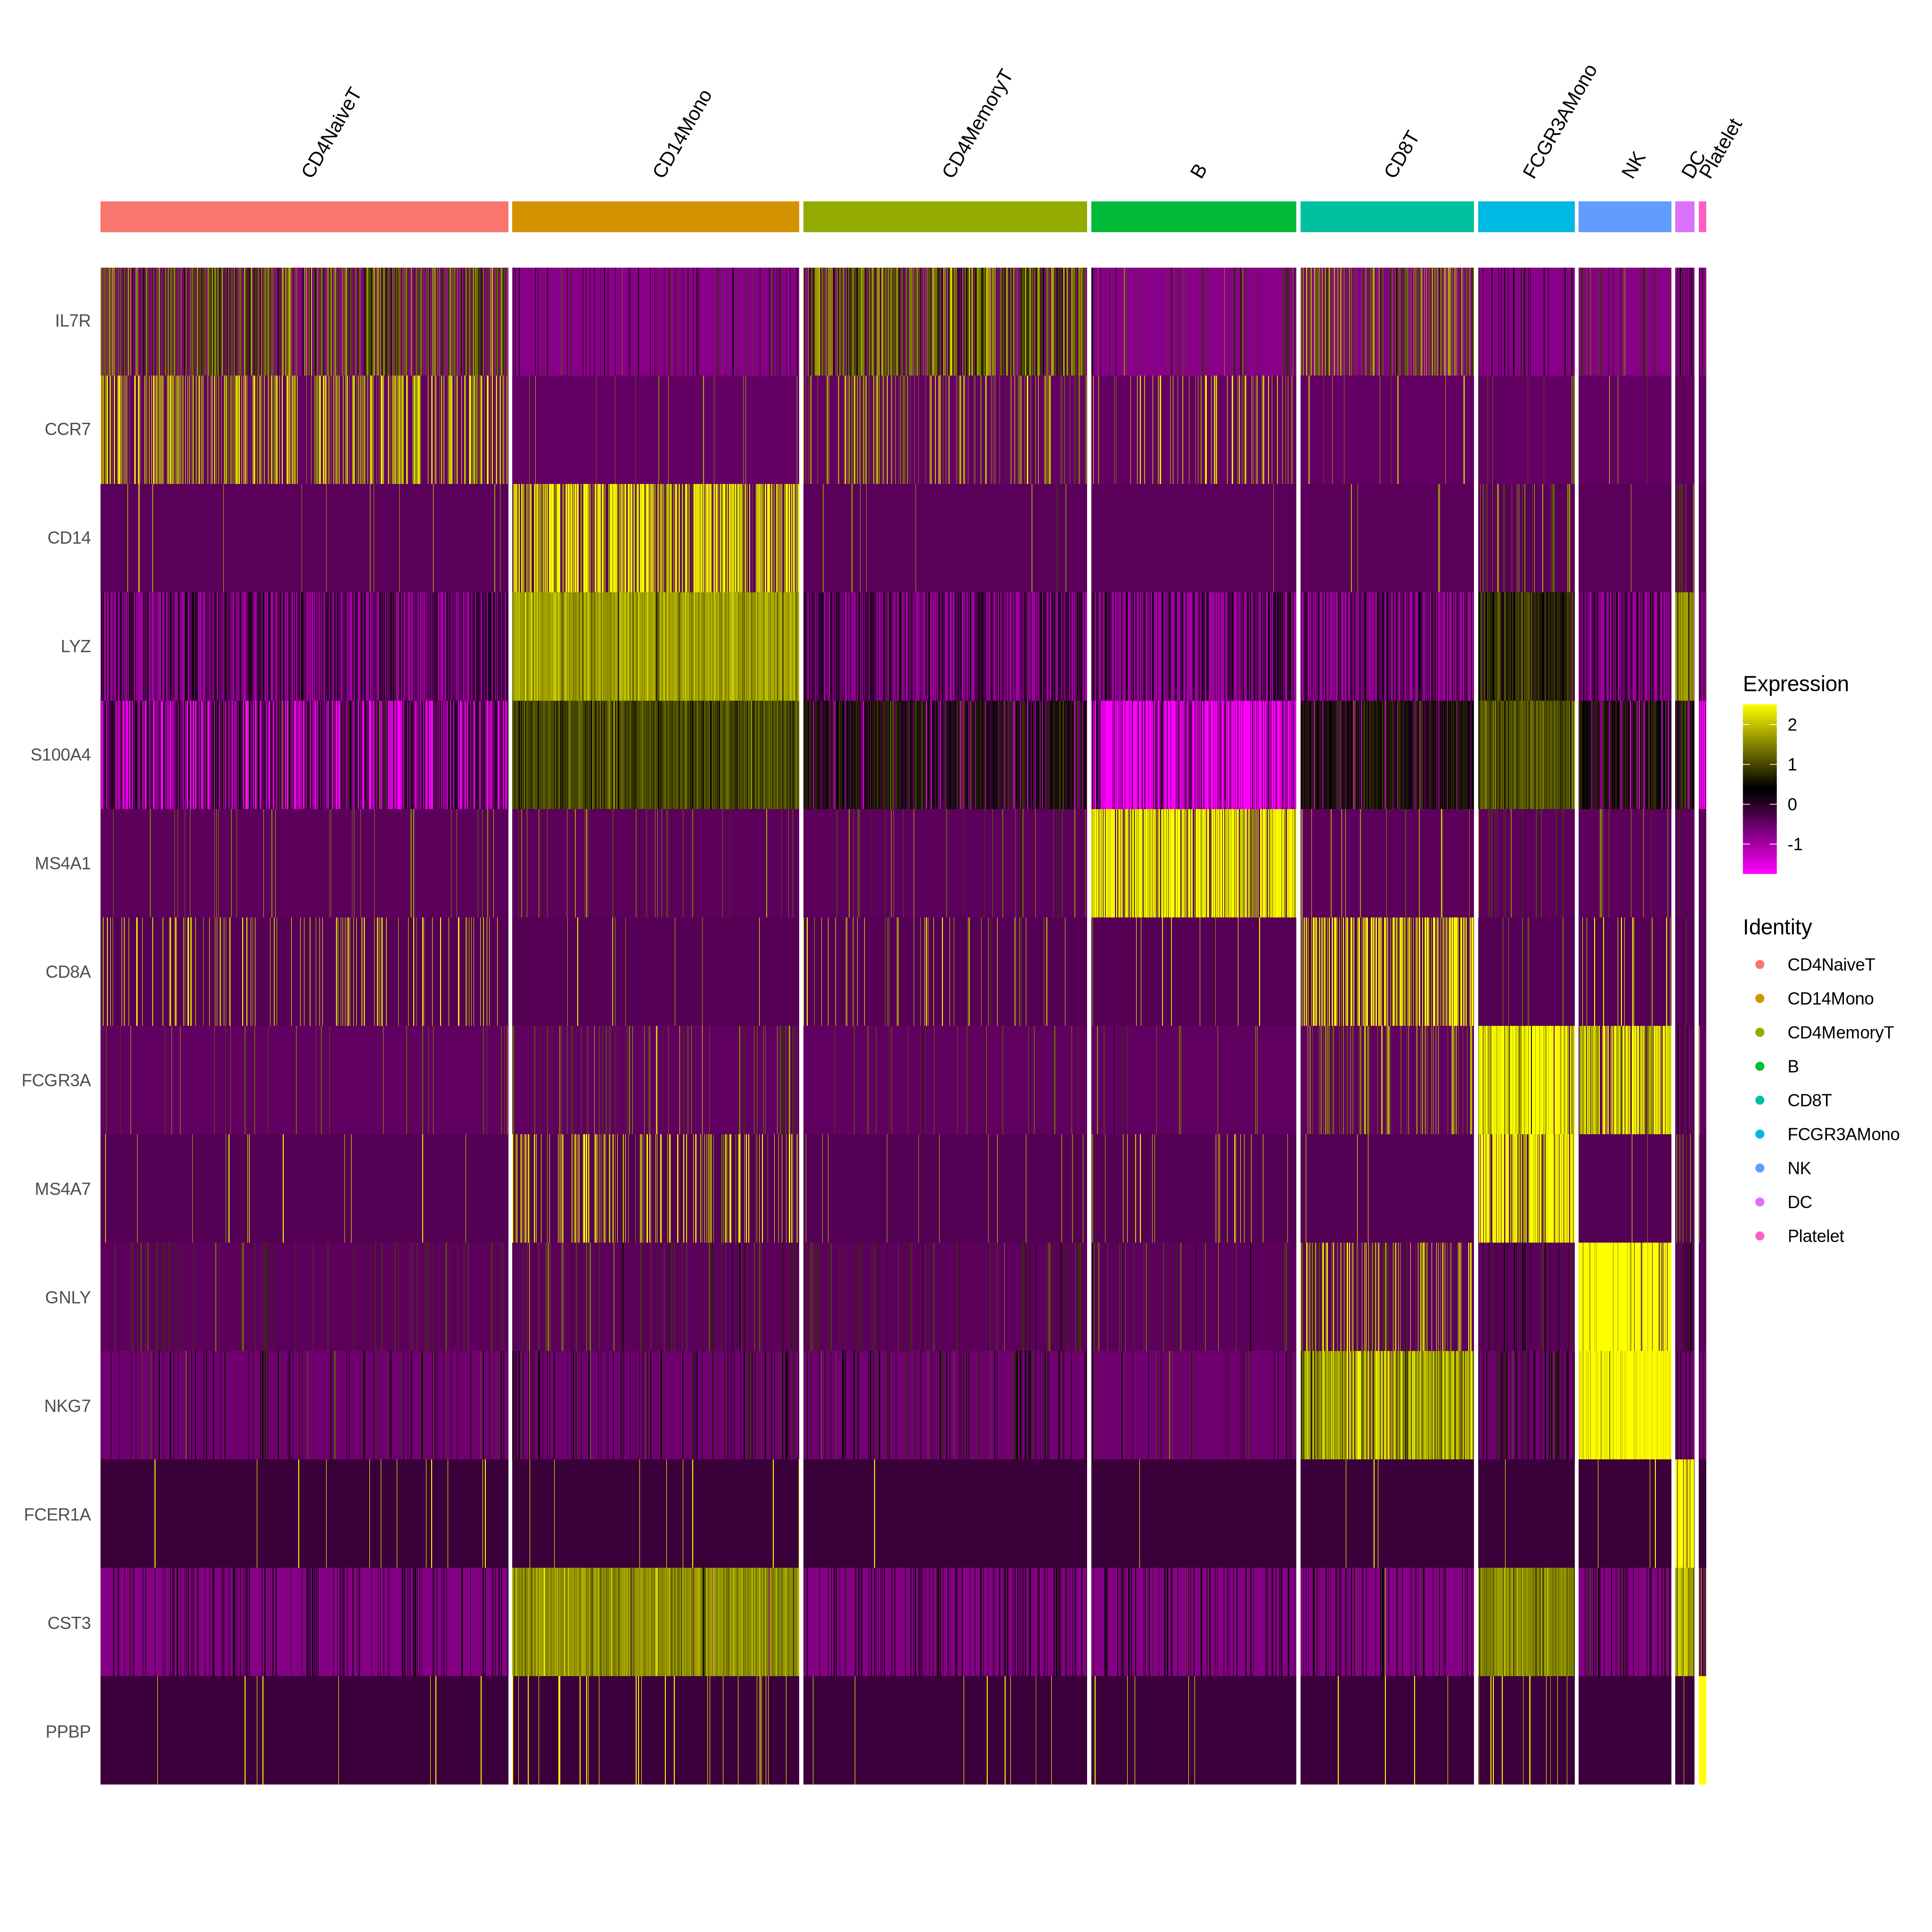 CD4NaiveT
CD14Mono
CD4MemoryT
B
CD8T
FCGR3AMono
NK
DC
Platelet
IL7R
CCR7
CD14
LYZ
S100A4
MS4A1
CD8A
FCGR3A
MS4A7
GNLY
NKG7
FCER1A
CST3
PPBP
Expression
2
1
0
-1
Identity
CD4NaiveT
CD14Mono
CD4MemoryT
B
CD8T
FCGR3AMono
NK
DC
Platelet